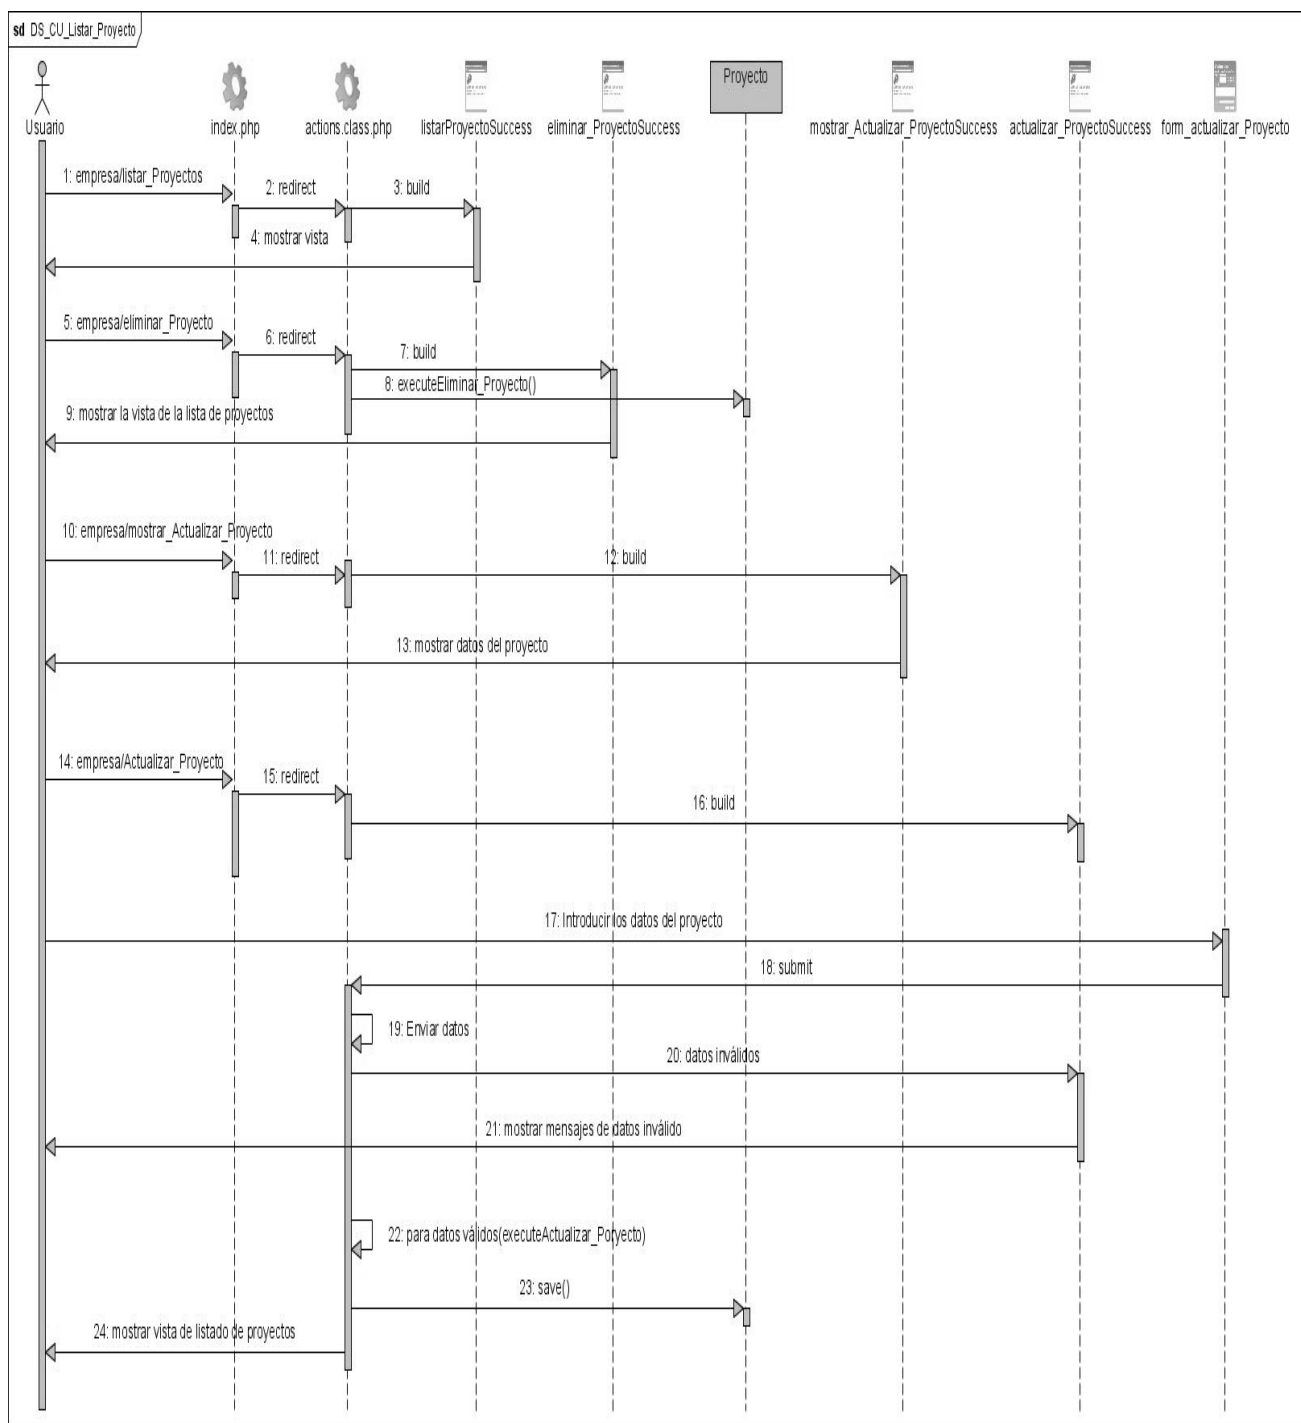 sd DS_CU_Listar_Proyecto
Usuario
index.php
actions.class.php
listarProyectoSuccess
eliminar_ProyectoSuccess
Proyecto
mostrar_Actualizar_ProyectoSuccess
actualizar_ProyectoSuccess
form_actualizar_Proyecto
1: empresa/listar_Proyectos
2: redirect
3: build
4: mostrar vista
5: empresa/eliminar_Proyecto
6: redirect
7: build
8: executeEliminar_Proyecto()
9: mostrar la vista de la lista de proyectos
10: empresa/mostrar_Actualizar_Proyecto
11: redirect
12: build
13: mostrar datos del proyecto
14: empresa/Actualizar_Proyecto
15: redirect
16: build
17: Introducir los datos del proyecto
18: submit
19: Enviar datos
20: datos inválidos
21: mostrar mensajes de datos inválido
22: para datos válidos(executeActualizar_Poryecto)
23: save()
24: mostrar vista de listado de proyectos